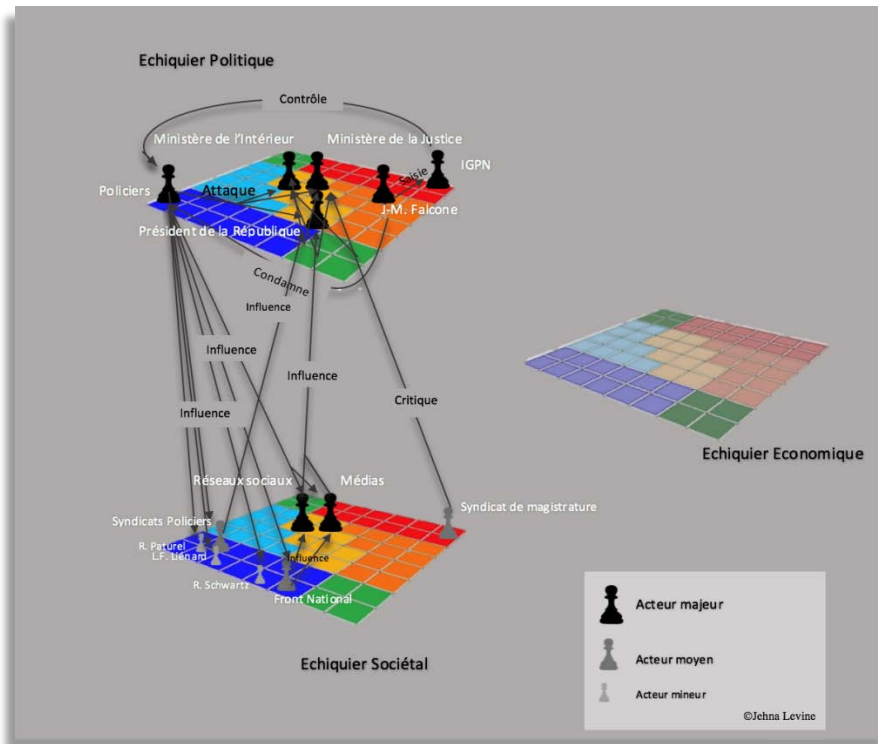 Echiquier Politique
Contrôle
Ministère de l'Intérieur
Ministère de la Justice
IGPN
Saisie
Policiers
Attaque
J-M. Falcone
Président de la République
Condamne
Influence
Influence
Influence
Influence
Critique
Echiquier Economique
Réseaux sociaux
Médias
Syndicat de magistrature
Syndicats Policiers
R. Paturel
L.F. Liénard
Influence
R. Schwartz
Front National
Echiquier Sociétal
Acteur majeur
Acteur moyen
Acteur mineur
©Jehna Levine